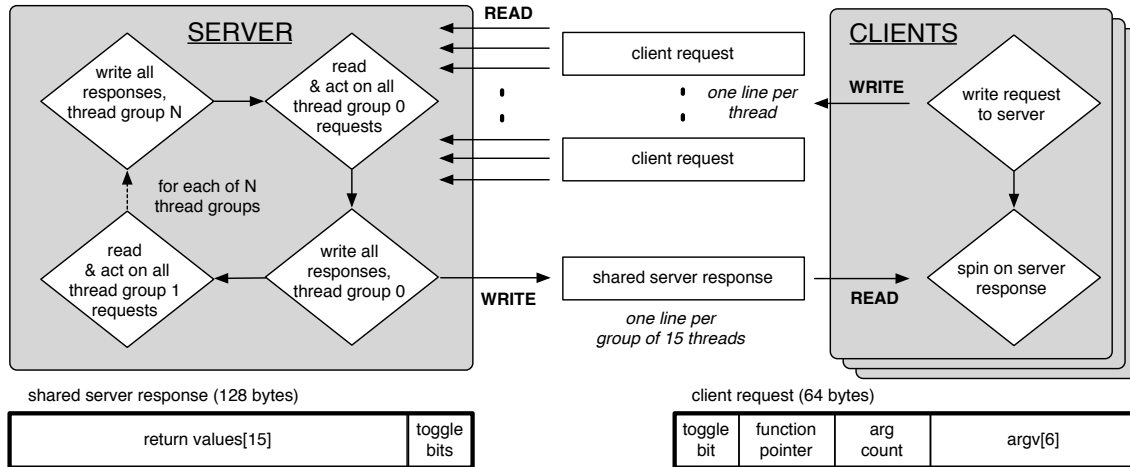 SERVER
write all
responses,
thread group N
read
& act on all
thread group 0
requests
for each of N
thread groups
read
& act on all
thread group 1
requests
write all
responses,
thread group 0
READ
client request
one line per
thread
client request
WRITE
shared server response
one line per
group of 15 threads
CLIENTS
WRITE
write request
to server
READ
spin on server
response
shared server response (128 bytes)
return values[15]
toggle
bits
client request (64 bytes)
toggle
bit
function
pointer
arg
count
argv[6]